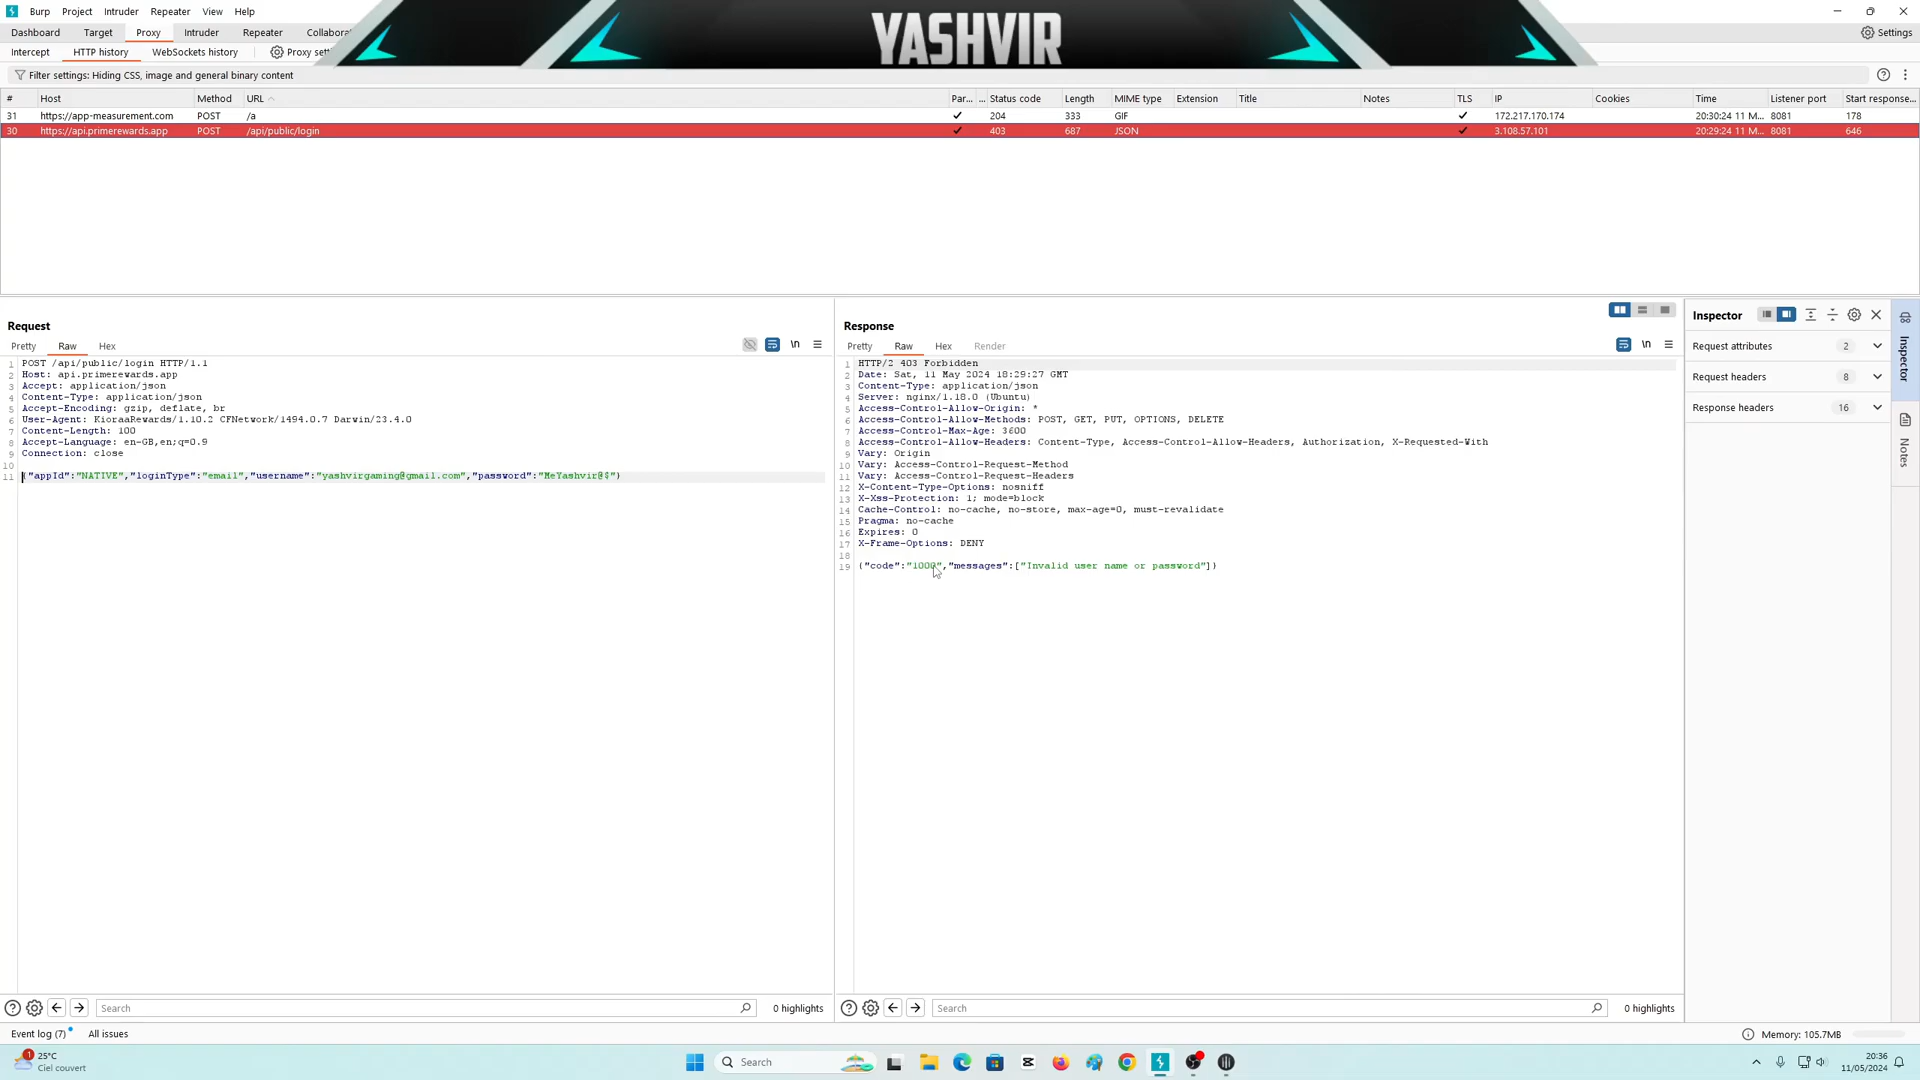 Burp Project Intruder Repeater View Help
YASHVIR
Dashboard Target Proxy Intruder Repeater Collabora
Settings
Intercept HTTP history WebSockets history Proxy sett
Filter settings: Hiding CSS, image and general binary content
# Host Method URL Par... ... Status code Length MIME type Extension Title Notes TLS IP Cookies Time Listener port Start response...
31 https://app-measurement.com POST /a ✓ 204 333 GIF ✓ 172.217.170.174 20:30:24 11 M... 8081 178
30 https://api.primerewards.app POST /api/public/login ✓ 403 687 JSON ✓ 3.108.57.101 20:29:24 11 M... 8081 646
Request
Pretty Raw Hex
\n
1 POST /api/public/login HTTP/1.1
2 Host: api.primerewards.app
3 Accept: application/json
4 Content-Type: application/json
5 Accept-Encoding: gzip, deflate, br
6 User-Agent: KioraaRewards/1.10.2 CFNetwork/1494.0.7 Darwin/23.4.0
7 Content-Length: 100
8 Accept-Language: en-GB,en;q=0.9
9 Connection: close
10
11 {"appId":"NATIVE","loginType":"email","username":"yashvirgaming@gmail.com","password":"MeYashvir@$"}
Response
Pretty Raw Hex Render
\n
1 HTTP/2 403 Forbidden
2 Date: Sat, 11 May 2024 18:29:27 GMT
3 Content-Type: application/json
4 Server: nginx/1.18.0 (Ubuntu)
5 Access-Control-Allow-Origin: *
6 Access-Control-Allow-Methods: POST, GET, PUT, OPTIONS, DELETE
7 Access-Control-Max-Age: 3600
8 Access-Control-Allow-Headers: Content-Type, Access-Control-Allow-Headers, Authorization, X-Requested-With
9 Vary: Origin
10 Vary: Access-Control-Request-Method
11 Vary: Access-Control-Request-Headers
12 X-Content-Type-Options: nosniff
13 X-Xss-Protection: 1; mode=block
14 Cache-Control: no-cache, no-store, max-age=0, must-revalidate
15 Pragma: no-cache
16 Expires: 0
17 X-Frame-Options: DENY
18
19 {"code":"1000","messages":["Invalid user name or password"]}
Inspector
Request attributes 2
Request headers 8
Response headers 16
Inspector
Notes
Search 0 highlights
Search 0 highlights
Event log (7) All issues
Memory: 105.7MB
1 25°C
Ciel couvert
Search
20:36
11/05/2024